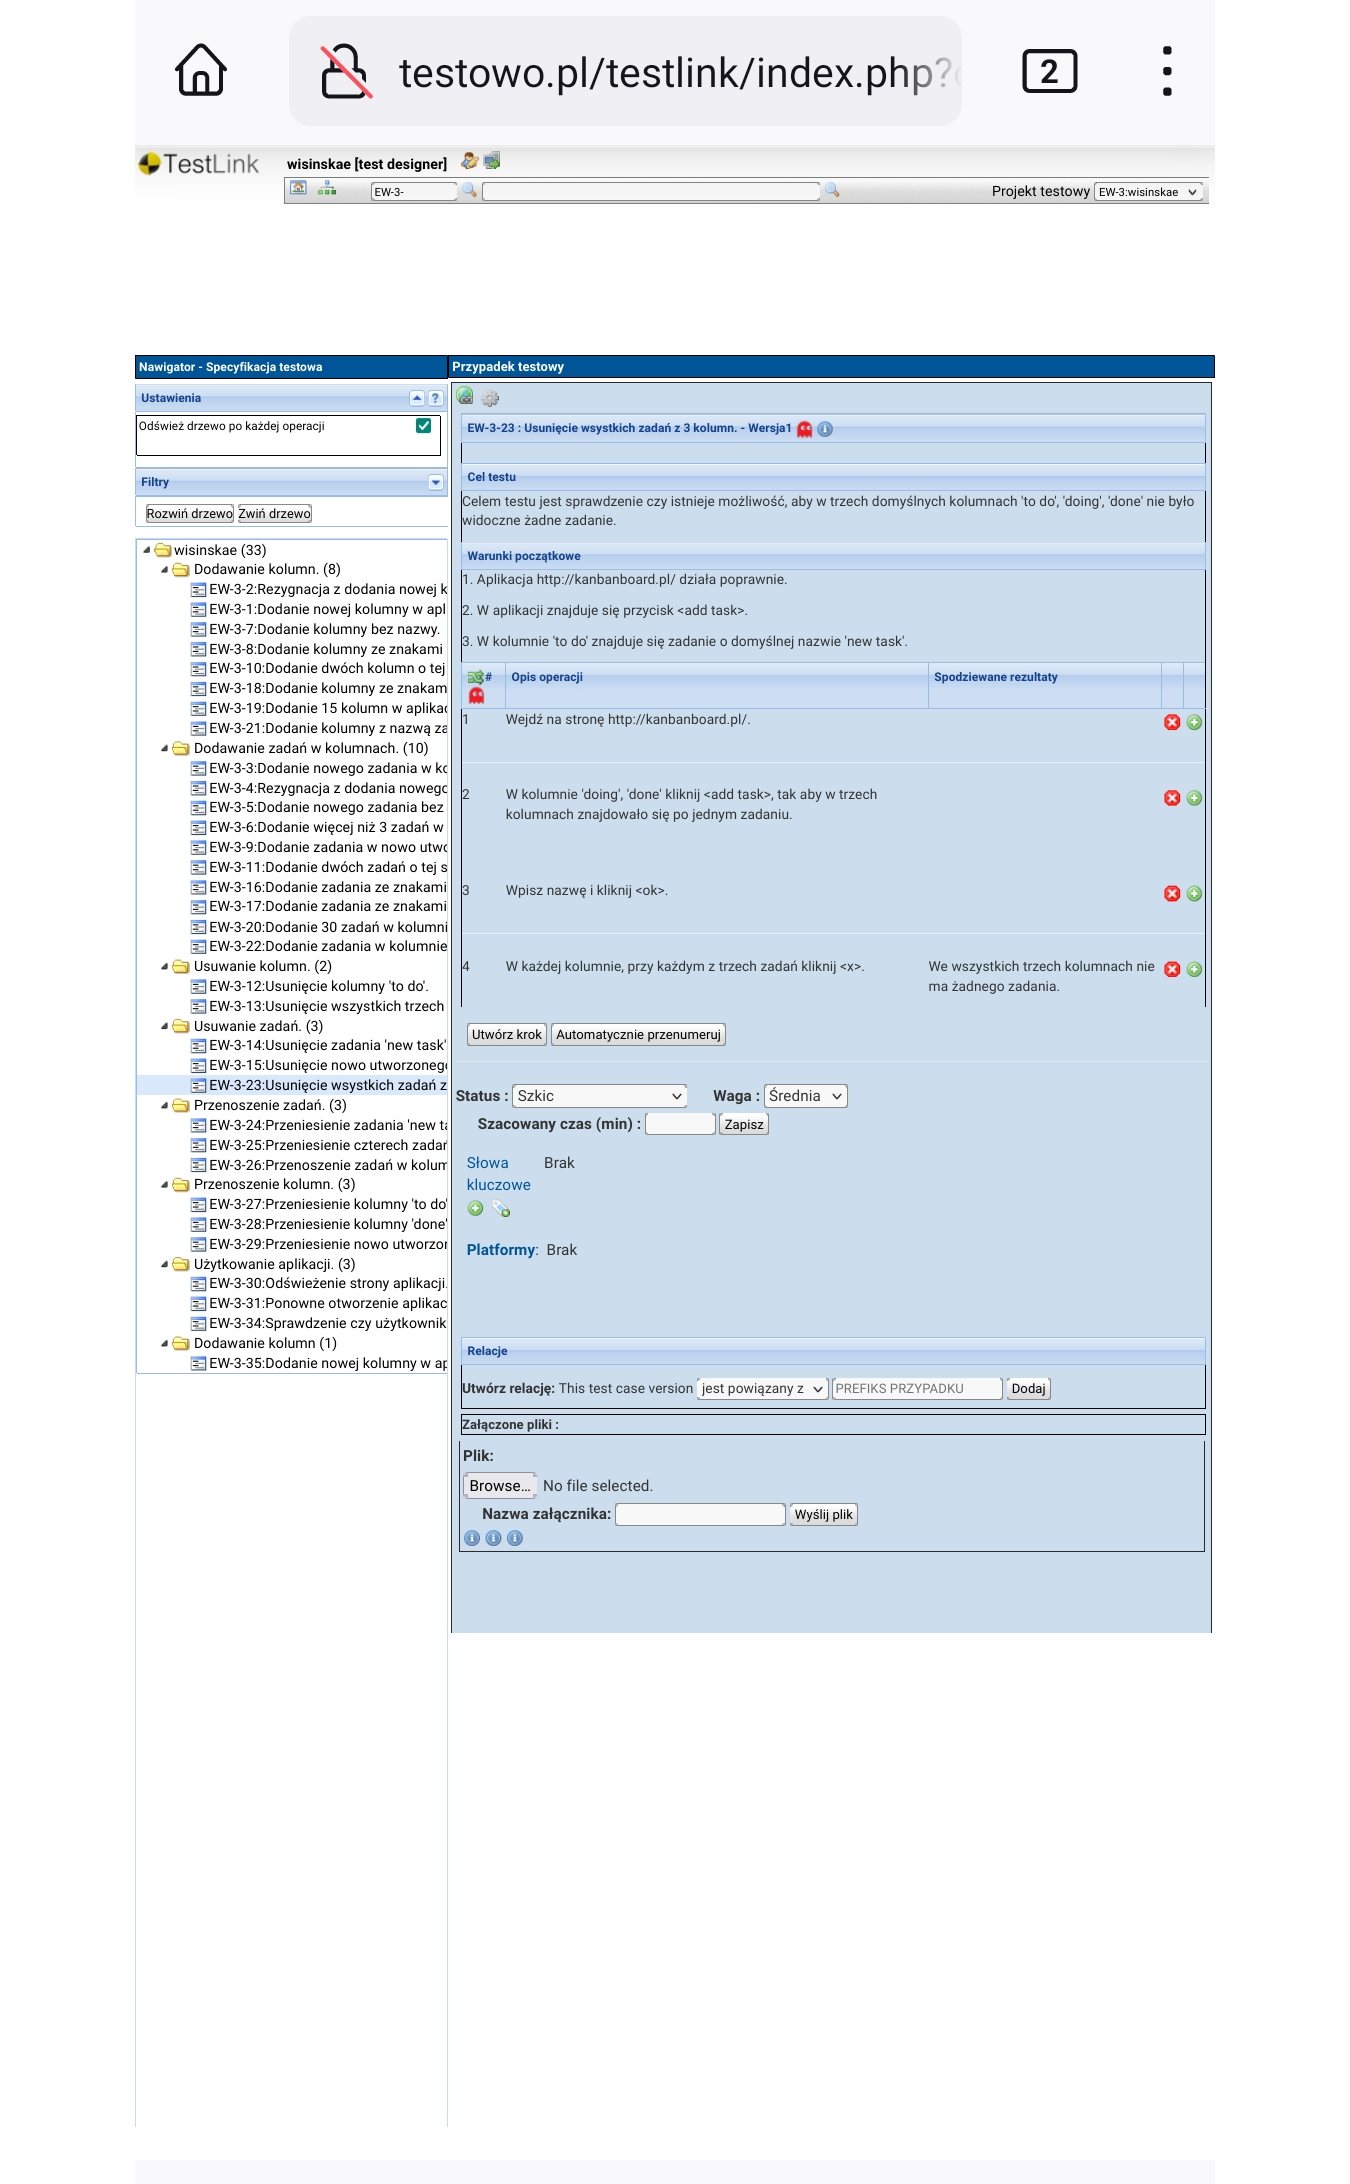 testowo.pl/testlink/index.php?
2
TestLink
wisinskae [test designer]
EW-3-
Projekt testowy EW-3:wisinskae
Nawigator - Specyfikacja testowa
Ustawienia
?
Odśwież drzewo po każdej operacji
Filtry
Rozwiń drzewo Zwiń drzewo
wisinskae (33)
Dodawanie kolumn. (8)
EW-3-2:Rezygnacja z dodania nowej k
EW-3-1:Dodanie nowej kolumny w apl
EW-3-7:Dodanie kolumny bez nazwy.
EW-3-8:Dodanie kolumny ze znakami
EW-3-10:Dodanie dwóch kolumn o tej
EW-3-18:Dodanie kolumny ze znakam
EW-3-19:Dodanie 15 kolumn w aplikac
EW-3-21:Dodanie kolumny z nazwą za
Dodawanie zadań w kolumnach. (10)
EW-3-3:Dodanie nowego zadania w ko
EW-3-4:Rezygnacja z dodania nowego
EW-3-5:Dodanie nowego zadania bez
EW-3-6:Dodanie więcej niż 3 zadań w
EW-3-9:Dodanie zadania w nowo utwo
EW-3-11:Dodanie dwóch zadań o tej s
EW-3-16:Dodanie zadania ze znakami
EW-3-17:Dodanie zadania ze znakami
EW-3-20:Dodanie 30 zadań w kolumni
EW-3-22:Dodanie zadania w kolumnie
Usuwanie kolumn. (2)
EW-3-12:Usunięcie kolumny 'to do'.
EW-3-13:Usunięcie wszystkich trzech
Usuwanie zadań. (3)
EW-3-14:Usunięcie zadania 'new task'
EW-3-15:Usunięcie nowo utworzonego
EW-3-23:Usunięcie wsystkich zadań z
Przenoszenie zadań. (3)
EW-3-24:Przeniesienie zadania 'new ta
EW-3-25:Przeniesienie czterech zadań
EW-3-26:Przenoszenie zadań w kolum
Przenoszenie kolumn. (3)
EW-3-27:Przeniesienie kolumny 'to do'
EW-3-28:Przeniesienie kolumny 'done'
EW-3-29:Przeniesienie nowo utworzon
Użytkowanie aplikacji. (3)
EW-3-30:Odświeżenie strony aplikacji.
EW-3-31:Ponowne otworzenie aplikac
EW-3-34:Sprawdzenie czy użytkownik
Dodawanie kolumn (1)
EW-3-35:Dodanie nowej kolumny w ap
Przypadek testowy
EW-3-23 : Usunięcie wsystkich zadań z 3 kolumn. - Wersja1
Cel testu
Celem testu jest sprawdzenie czy istnieje możliwość, aby w trzech domyślnych kolumnach 'to do', 'doing', 'done' nie było
widoczne żadne zadanie.
Warunki początkowe
1. Aplikacja http://kanbanboard.pl/ działa poprawnie.
2. W aplikacji znajduje się przycisk <add task>.
3. W kolumnie 'to do' znajduje się zadanie o domyślnej nazwie 'new task'.
# Opis operacji Spodziewane rezultaty
1 Wejdź na stronę http://kanbanboard.pl/.
2 W kolumnie 'doing', 'done' kliknij <add task>, tak aby w trzech
kolumnach znajdowało się po jednym zadaniu.
3 Wpisz nazwę i kliknij <ok>.
4 W każdej kolumnie, przy każdym z trzech zadań kliknij <x>. We wszystkich trzech kolumnach nie
ma żadnego zadania.
Utwórz krok Automatycznie przenumeruj
Status : Szkic Waga : Średnia
Szacowany czas (min) : Zapisz
Słowa Brak
kluczowe
Platformy: Brak
Relacje
Utwórz relację: This test case version jest powiązany z PREFIKS PRZYPADKU Dodaj
Załączone pliki :
Plik:
Browse... No file selected.
Nazwa załącznika: Wyślij plik